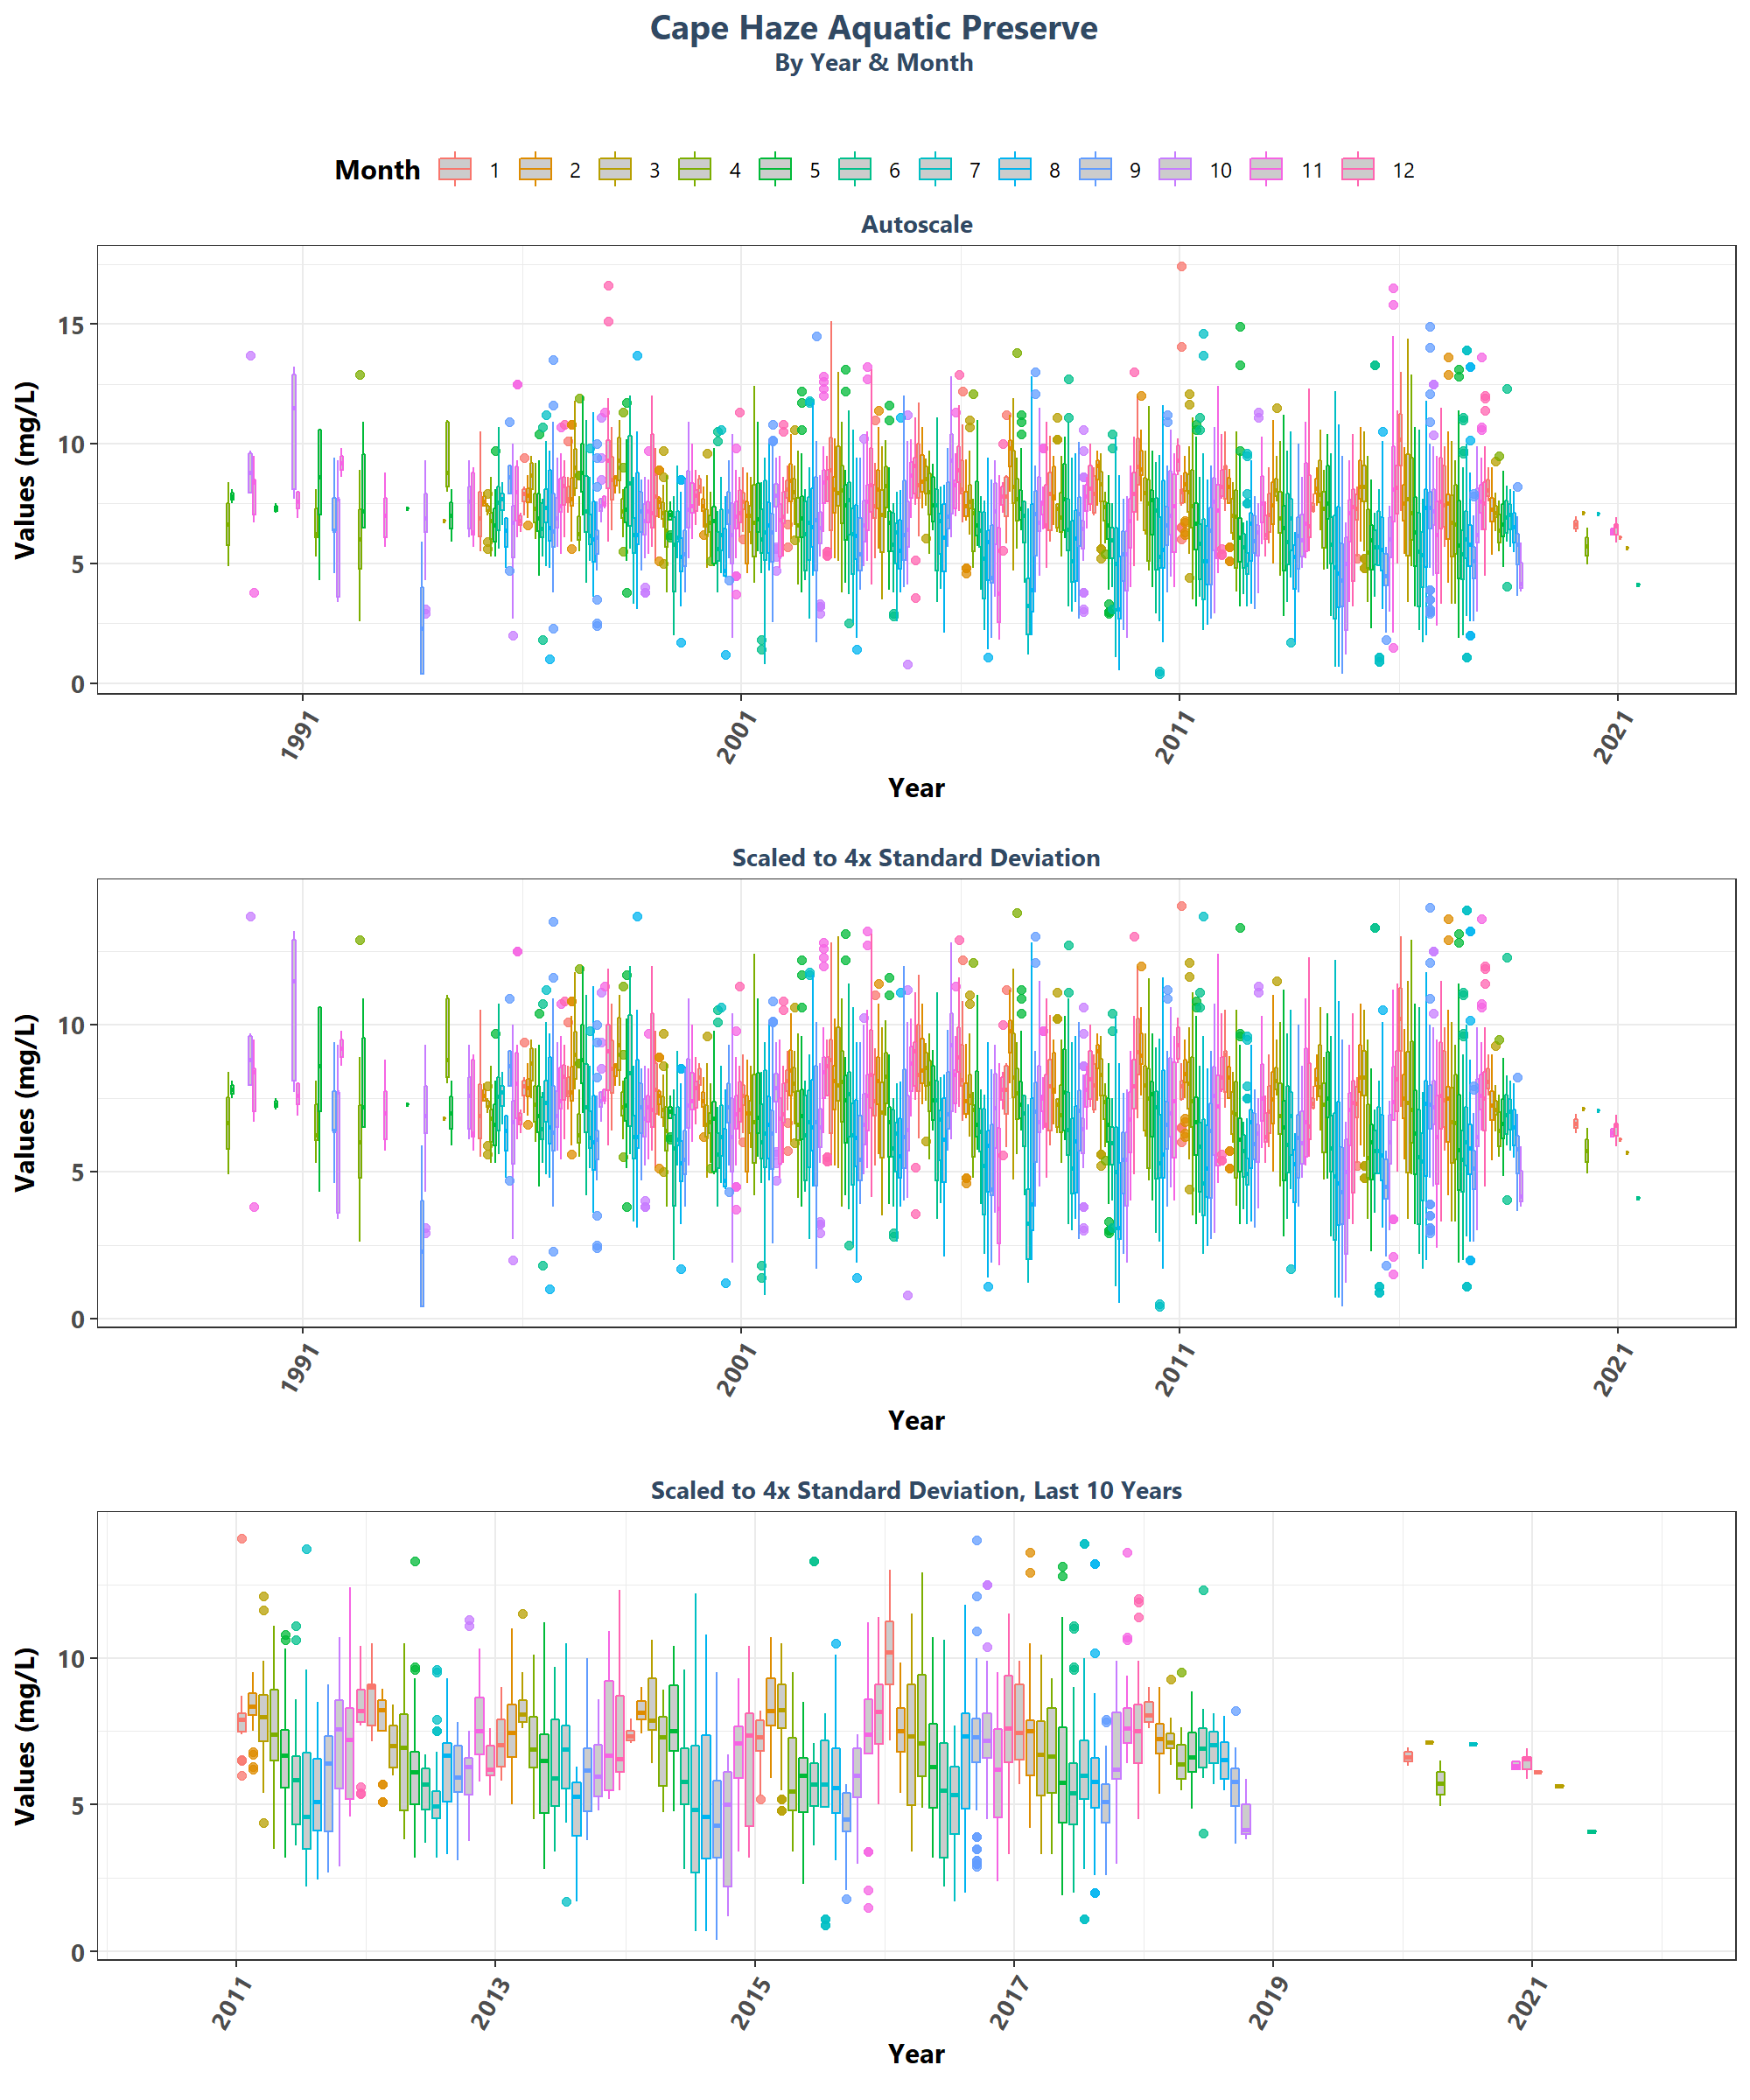 Cape Haze Aquatic Preserve
By Year & Month
Month 1 2 3 4 5 6 7 8 9 10 11 12
Autoscale
Values (mg/L)
15
10
5
0
1991 2001 2011 2021
Year
Scaled to 4x Standard Deviation
Values (mg/L)
10
5
0
1991 2001 2011 2021
Year
Scaled to 4x Standard Deviation, Last 10 Years
Values (mg/L)
10
5
0
2011 2013 2015 2017 2019 2021
Year